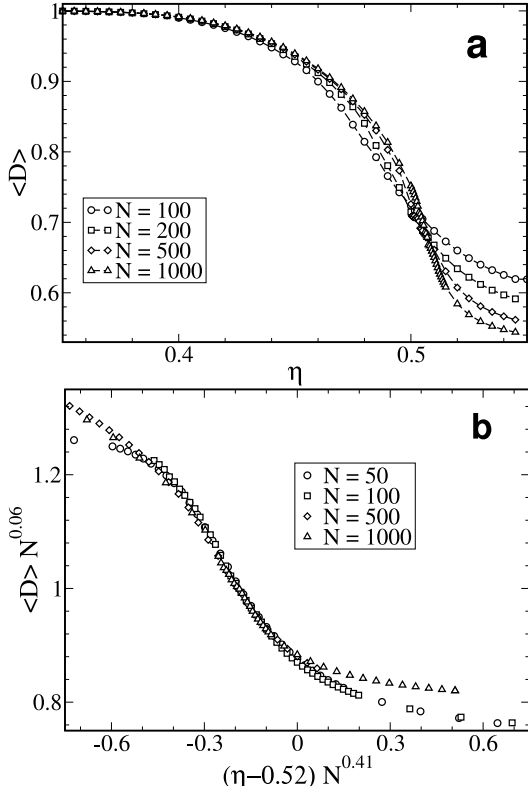 a
1
0.9
0.8
0.7
0.6
<D>
N = 100
N = 200
N = 500
N = 1000
0.4
0.5
η
b
1.2
1
0.8
<D> N^0.06
N = 50
N = 100
N = 500
N = 1000
-0.6
-0.3
0
0.3
0.6
(η−0.52) N^0.41